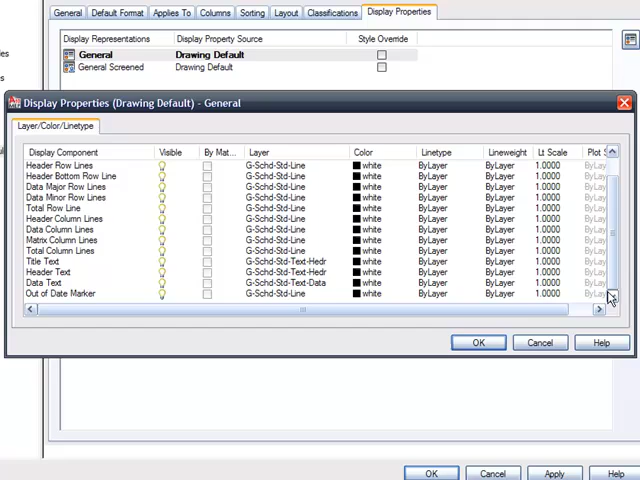 General Default Format Applies To Columns Sorting Layout Classifications Display Properties
Display Representations Display Property Source Style Override
General Drawing Default
General Screened Drawing Default
Display Properties (Drawing Default) - General
Layer/Color/Linetype
Display Component Visible By Mat... Layer Color Linetype Lineweight Lt Scale Plot S
Header Row Lines G-Schd-Std-Line white ByLayer ByLayer 1.0000 ByLay
Header Bottom Row Line G-Schd-Std-Line white ByLayer ByLayer 1.0000 ByLay
Data Major Row Lines G-Schd-Std-Line white ByLayer ByLayer 1.0000 ByLay
Data Minor Row Lines G-Schd-Std-Line white ByLayer ByLayer 1.0000 ByLay
Total Row Line G-Schd-Std-Line white ByLayer ByLayer 1.0000 ByLay
Header Column Lines G-Schd-Std-Line white ByLayer ByLayer 1.0000 ByLay
Data Column Lines G-Schd-Std-Line white ByLayer ByLayer 1.0000 ByLay
Matrix Column Lines G-Schd-Std-Line white ByLayer ByLayer 1.0000 ByLay
Total Column Lines G-Schd-Std-Line white ByLayer ByLayer 1.0000 ByLay
Title Text G-Schd-Std-Text-Hedr white ByLayer ByLayer 1.0000 ByLay
Header Text G-Schd-Std-Text-Hedr white ByLayer ByLayer 1.0000 ByLay
Data Text G-Schd-Std-Text-Data white ByLayer ByLayer 1.0000 ByLay
Out of Date Marker G-Schd-Std-Line white ByLayer ByLayer 1.0000 ByLay
OK Cancel Help
OK Cancel Apply Help